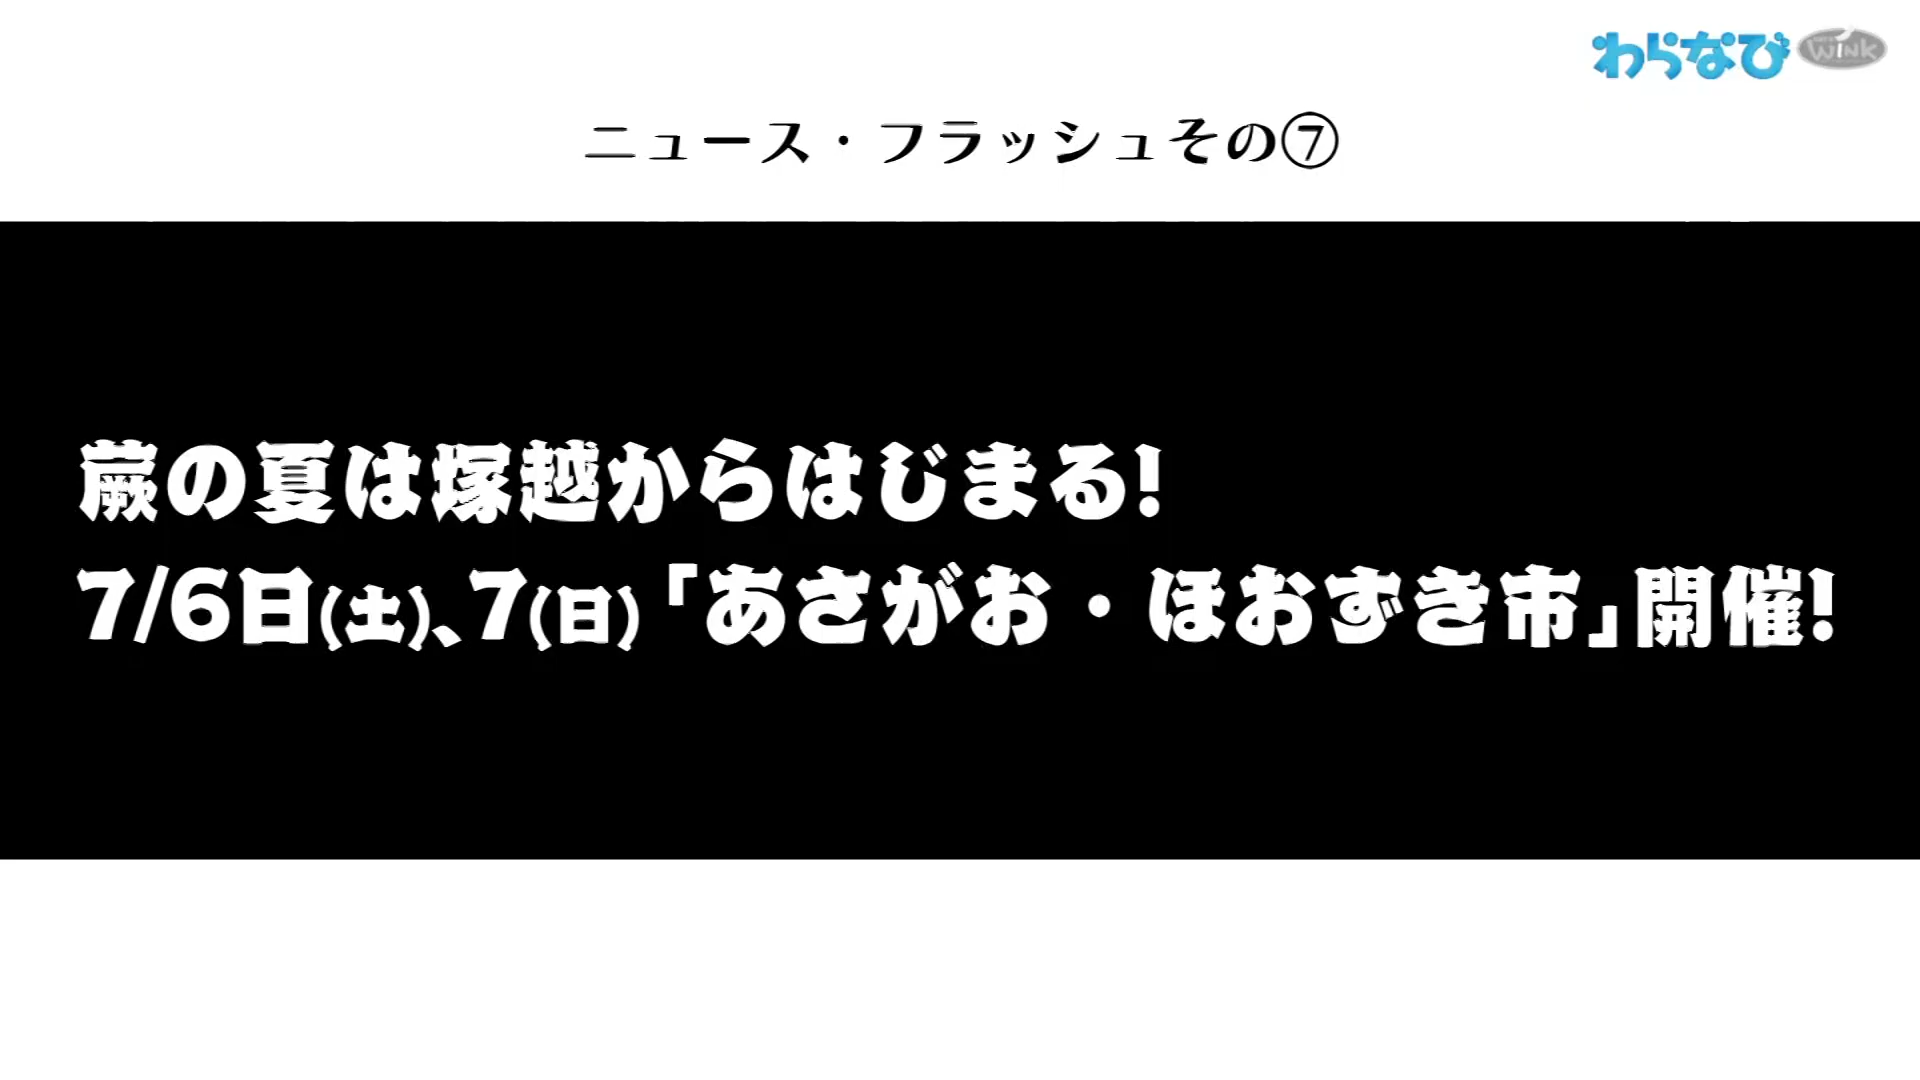 わらなび WINK
ニュース・フラッシュその⑦
蕨の夏は塚越からはじまる!
7/6日(土)、7(日)「あさがお・ほおずき市」開催!